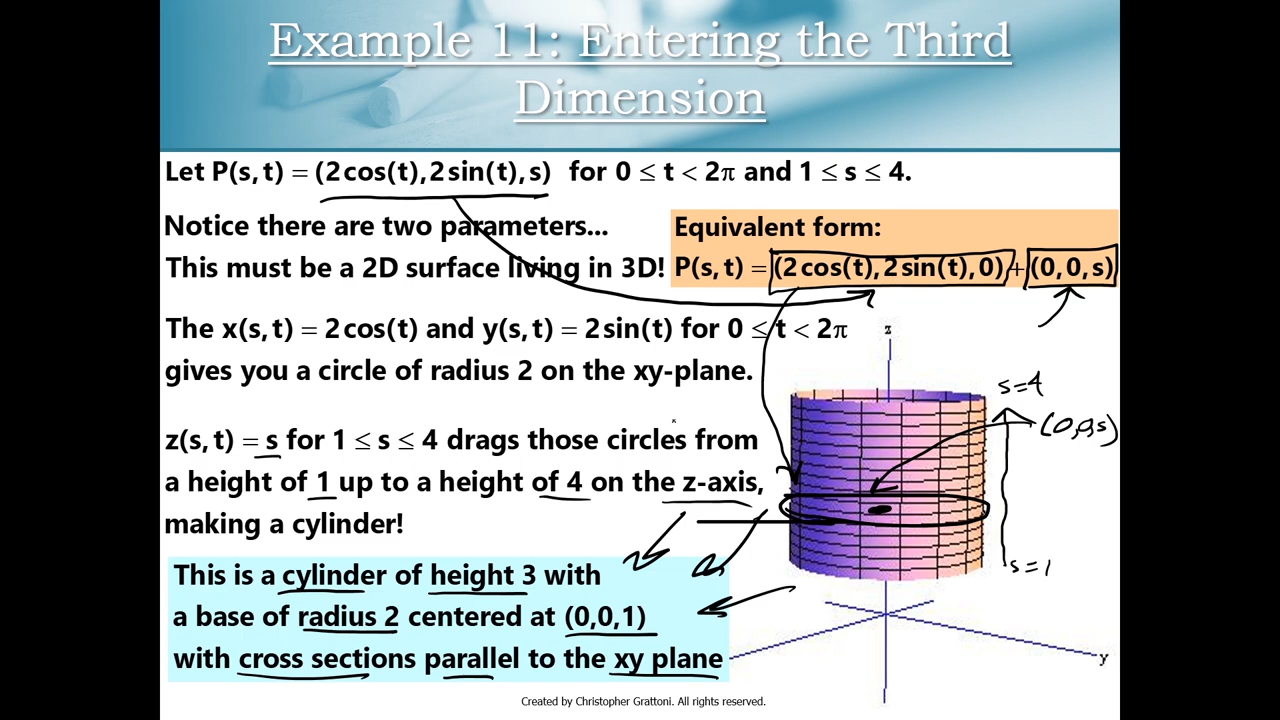 Example 11: Entering the Third
Dimension
Let P(s,t) = (2cos(t),2sin(t),s) for 0 ≤ t < 2π and 1 ≤ s ≤ 4.
Notice there are two parameters...
This must be a 2D surface living in 3D!
Equivalent form:
P(s,t) = (2cos(t),2sin(t),0)+(0,0,s)
The x(s,t) = 2cos(t) and y(s,t) = 2sin(t) for 0 ≤ t < 2π
gives you a circle of radius 2 on the xy-plane.
z(s,t) = s for 1 ≤ s ≤ 4 drags those circles from
a height of 1 up to a height of 4 on the z-axis,
making a cylinder!
This is a cylinder of height 3 with
a base of radius 2 centered at (0,0,1)
with cross sections parallel to the xy plane
z
s=4
(0,0,s)
s=1
y
Created by Christopher Grattoni. All rights reserved.